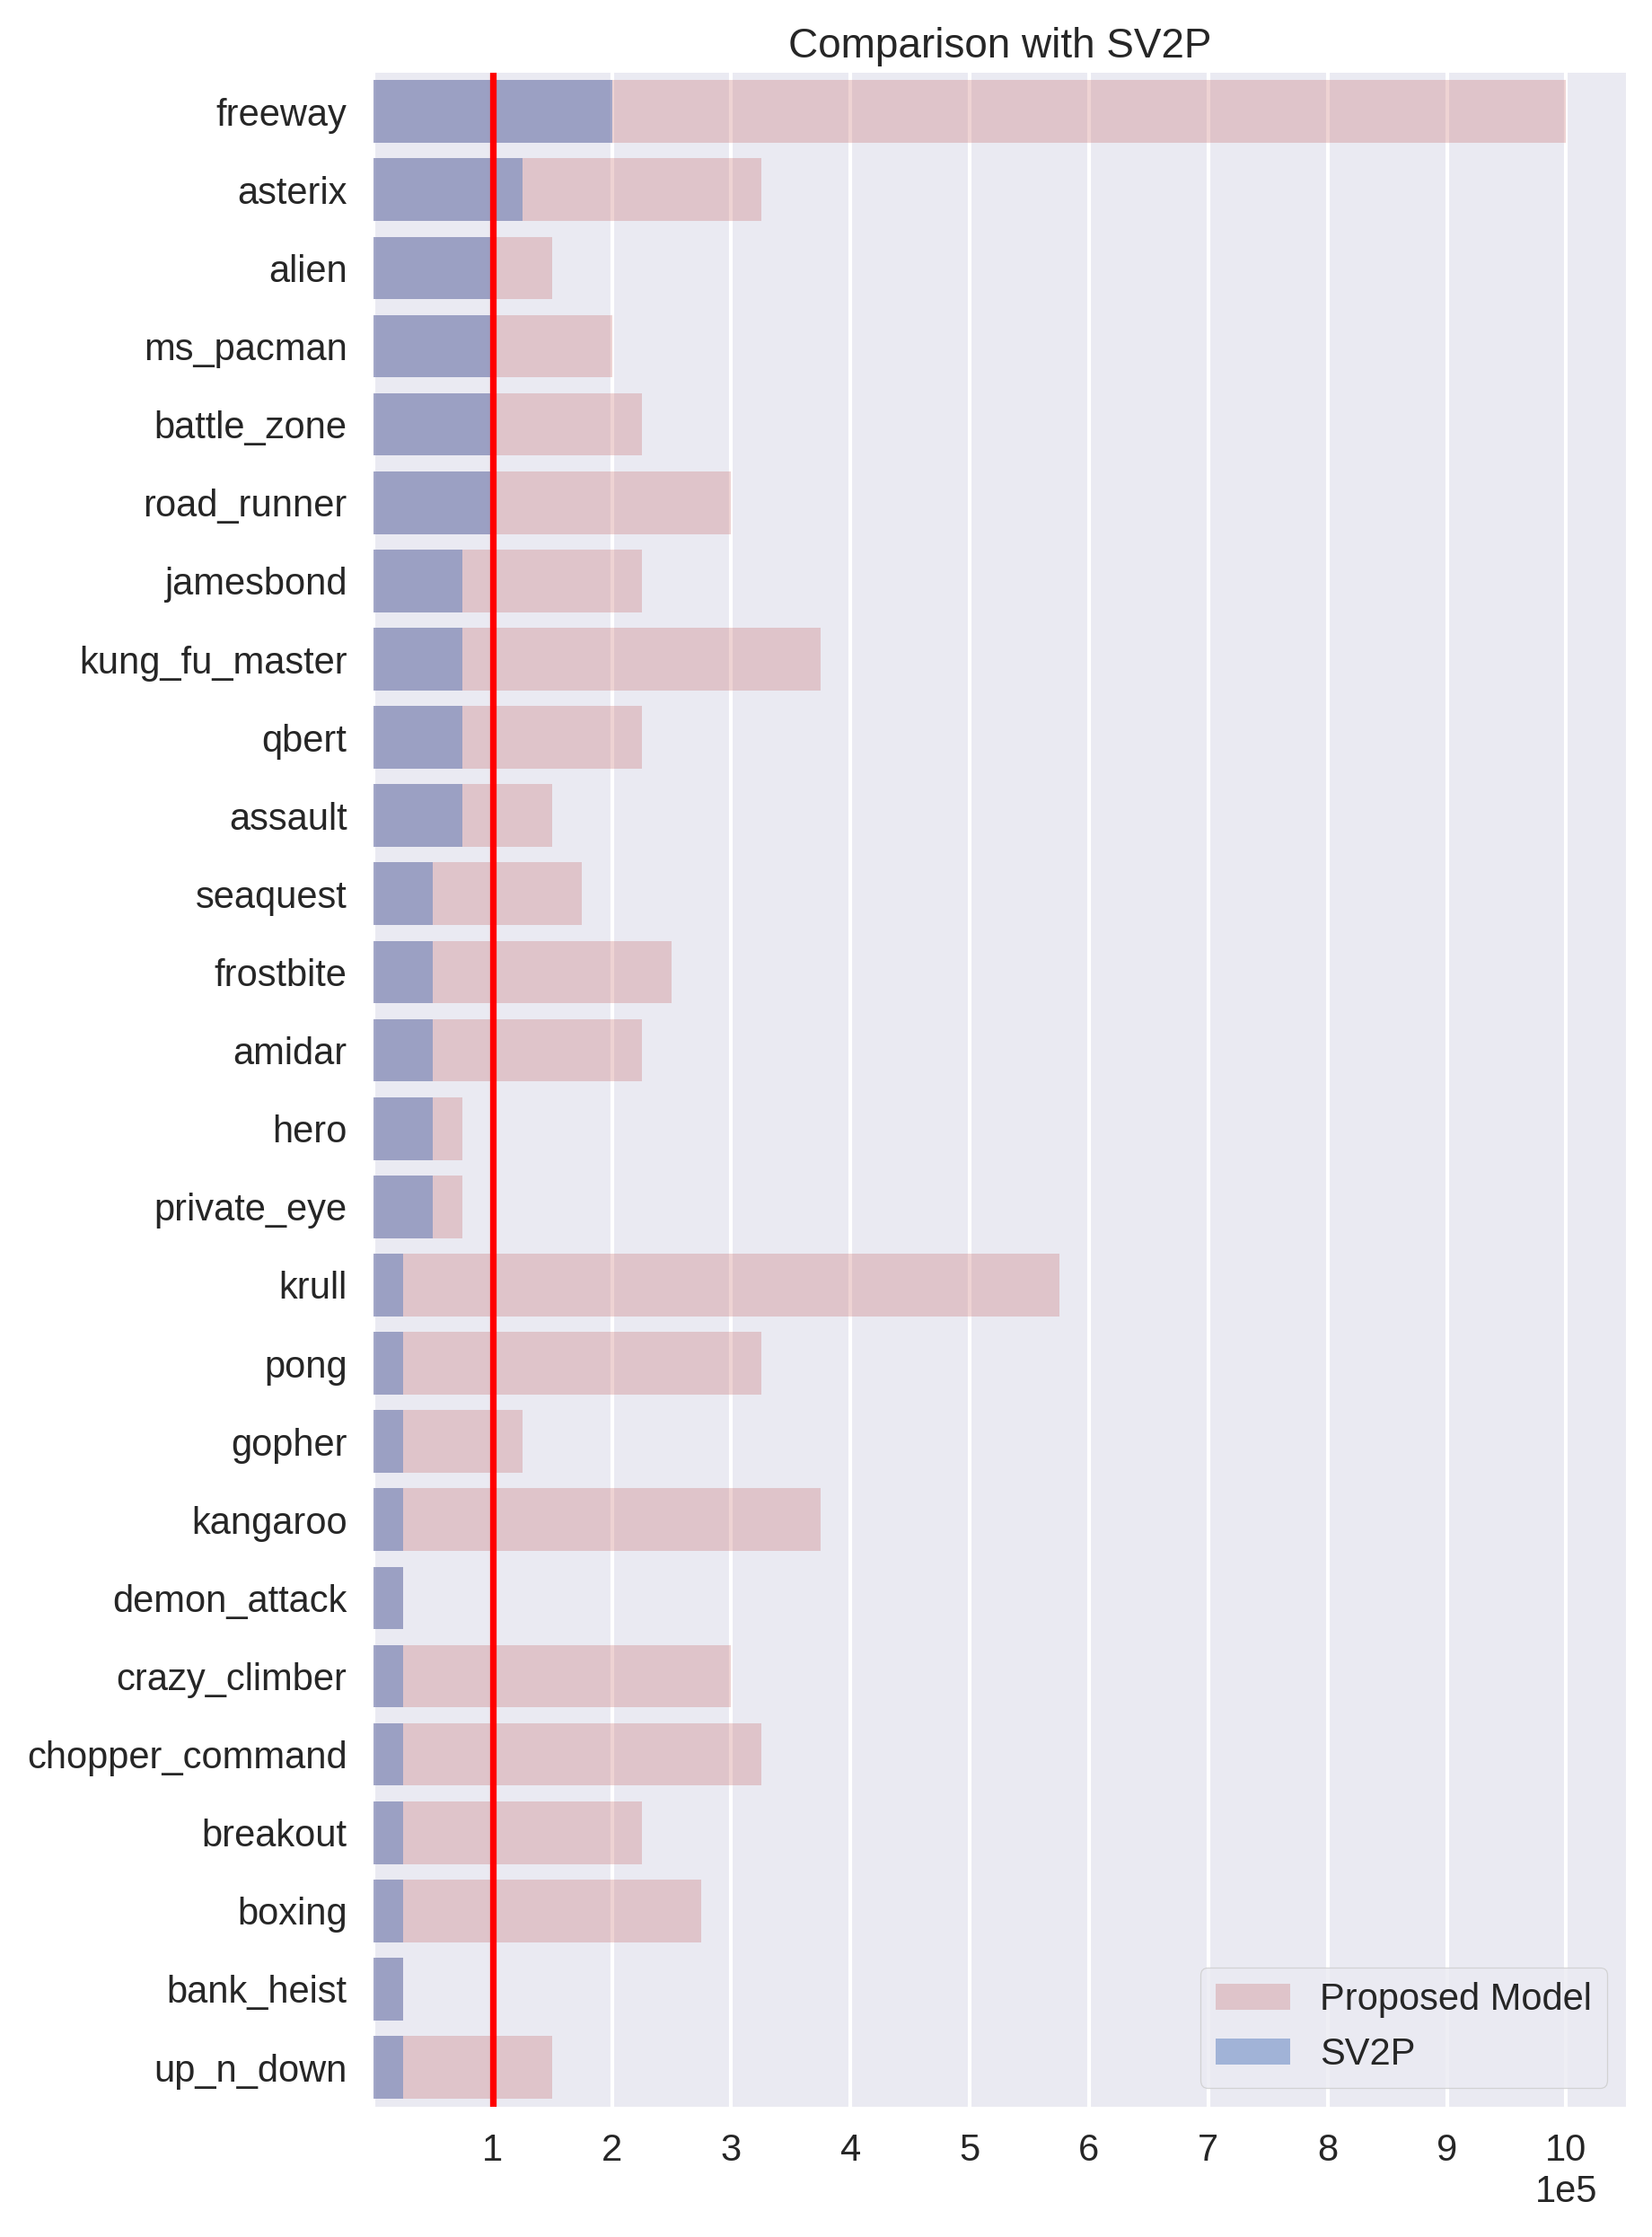 Comparison with SV2P
freeway
asterix
alien
ms_pacman
battle_zone
road_runner
jamesbond
kung_fu_master
qbert
assault
seaquest
frostbite
amidar
hero
private_eye
krull
pong
gopher
kangaroo
demon_attack
crazy_climber
chopper_command
breakout
boxing
bank_heist
up_n_down
Proposed Model
SV2P
1 2 3 4 5 6 7 8 9 10
1e5